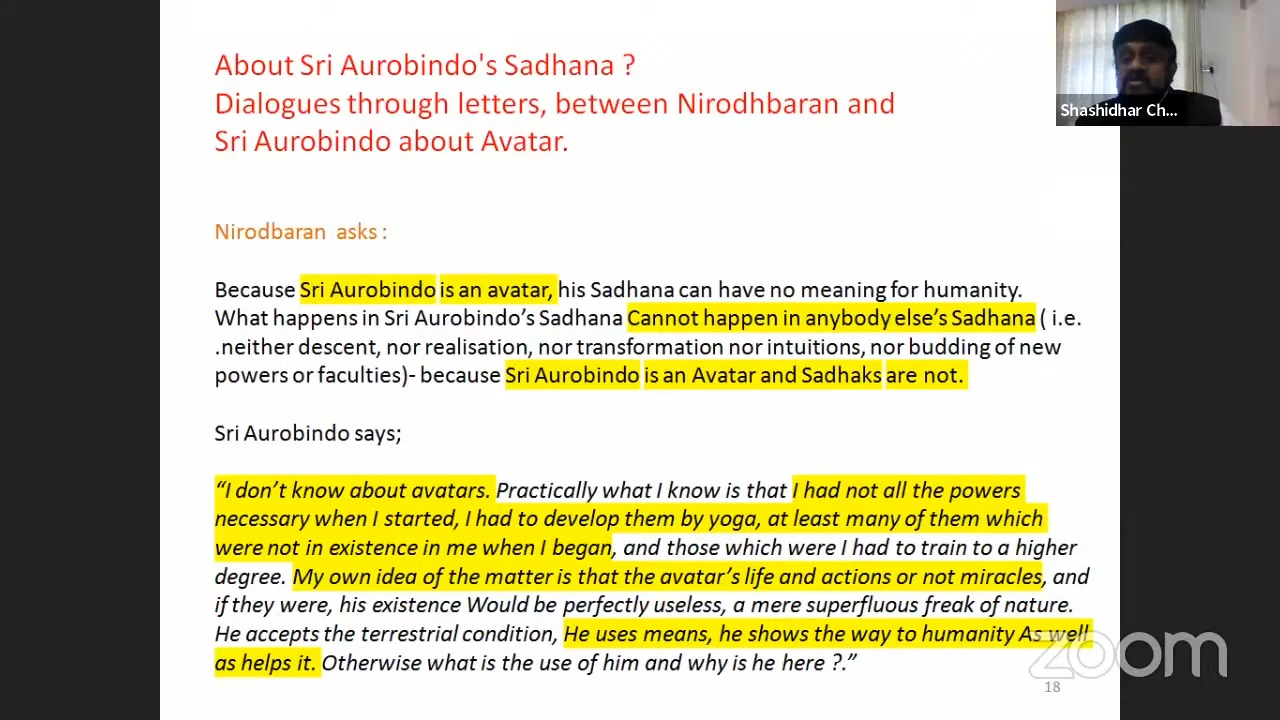 About Sri Aurobindo's Sadhana ?
Dialogues through letters, between Nirodhbaran and
Sri Aurobindo about Avatar.
Shashidhar Ch...
Nirodbaran asks :
Because Sri Aurobindo is an avatar, his Sadhana can have no meaning for humanity.
What happens in Sri Aurobindo’s Sadhana Cannot happen in anybody else’s Sadhana ( i.e.
.neither descent, nor realisation, nor transformation nor intuitions, nor budding of new
powers or faculties)- because Sri Aurobindo is an Avatar and Sadhaks are not.
Sri Aurobindo says;
“I don’t know about avatars. Practically what I know is that I had not all the powers
necessary when I started, I had to develop them by yoga, at least many of them which
were not in existence in me when I began, and those which were I had to train to a higher
degree. My own idea of the matter is that the avatar’s life and actions or not miracles, and
if they were, his existence Would be perfectly useless, a mere superfluous freak of nature.
He accepts the terrestrial condition, He uses means, he shows the way to humanity As well
as helps it. Otherwise what is the use of him and why is he here ?.”
zoom
18